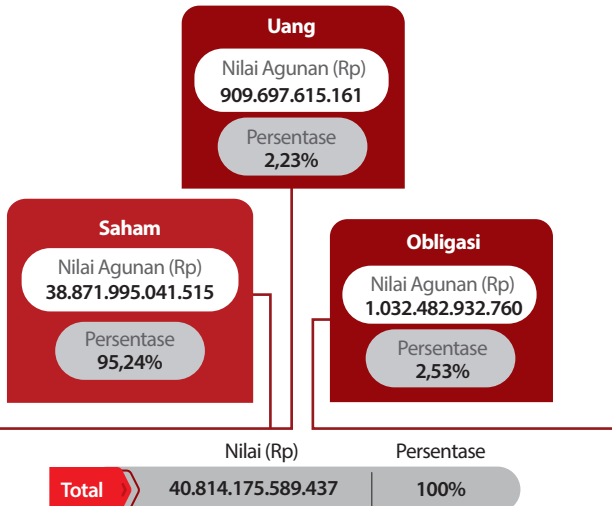 Uang
Nilai Agunan (Rp)
909.697.615.161
Persentase
2,23%
Saham
Nilai Agunan (Rp)
38.871.995.041.515
Persentase
95,24%
Obligasi
Nilai Agunan (Rp)
1.032.482.932.760
Persentase
2,53%
Nilai (Rp) Persentase
Total 40.814.175.589.437 100%